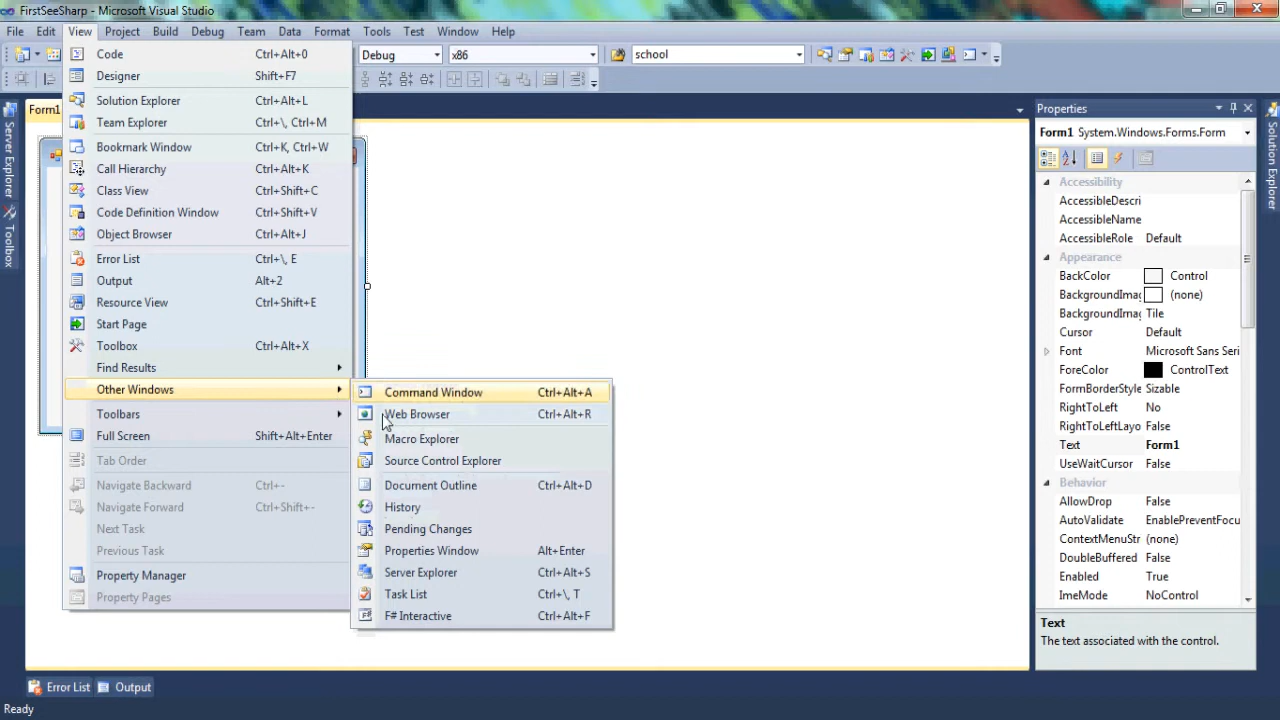 FirstSeeSharp - Microsoft Visual Studio
File Edit View Project Build Debug Team Data Format Tools Test Window Help
Debug x86 school
Form1
Server Explorer
Toolbox
Code Ctrl+Alt+0
Designer Shift+F7
Solution Explorer Ctrl+Alt+L
Team Explorer Ctrl+\, Ctrl+M
Bookmark Window Ctrl+K, Ctrl+W
Call Hierarchy Ctrl+Alt+K
Class View Ctrl+Shift+C
Code Definition Window Ctrl+Shift+V
Object Browser Ctrl+Alt+J
Error List Ctrl+\, E
Output Alt+2
Resource View Ctrl+Shift+E
Start Page
Toolbox Ctrl+Alt+X
Find Results
Other Windows
Toolbars
Full Screen Shift+Alt+Enter
Tab Order
Navigate Backward Ctrl+-
Navigate Forward Ctrl+Shift+-
Next Task
Previous Task
Property Manager
Property Pages
Command Window Ctrl+Alt+A
Web Browser Ctrl+Alt+R
Macro Explorer
Source Control Explorer
Document Outline Ctrl+Alt+D
History
Pending Changes
Properties Window Alt+Enter
Server Explorer Ctrl+Alt+S
Task List Ctrl+\, T
F# Interactive Ctrl+Alt+F
Properties
Form1 System.Windows.Forms.Form
Accessibility
AccessibleDescri
AccessibleName
AccessibleRole Default
Appearance
BackColor Control
BackgroundImag (none)
BackgroundImag Tile
Cursor Default
Font Microsoft Sans Seri
ForeColor ControlText
FormBorderStyle Sizable
RightToLeft No
RightToLeftLayo False
Text Form1
UseWaitCursor False
Behavior
AllowDrop False
AutoValidate EnablePreventFocu
ContextMenuStr (none)
DoubleBuffered False
Enabled True
ImeMode NoControl
Text
The text associated with the control.
Solution Explorer
Error List Output
Ready